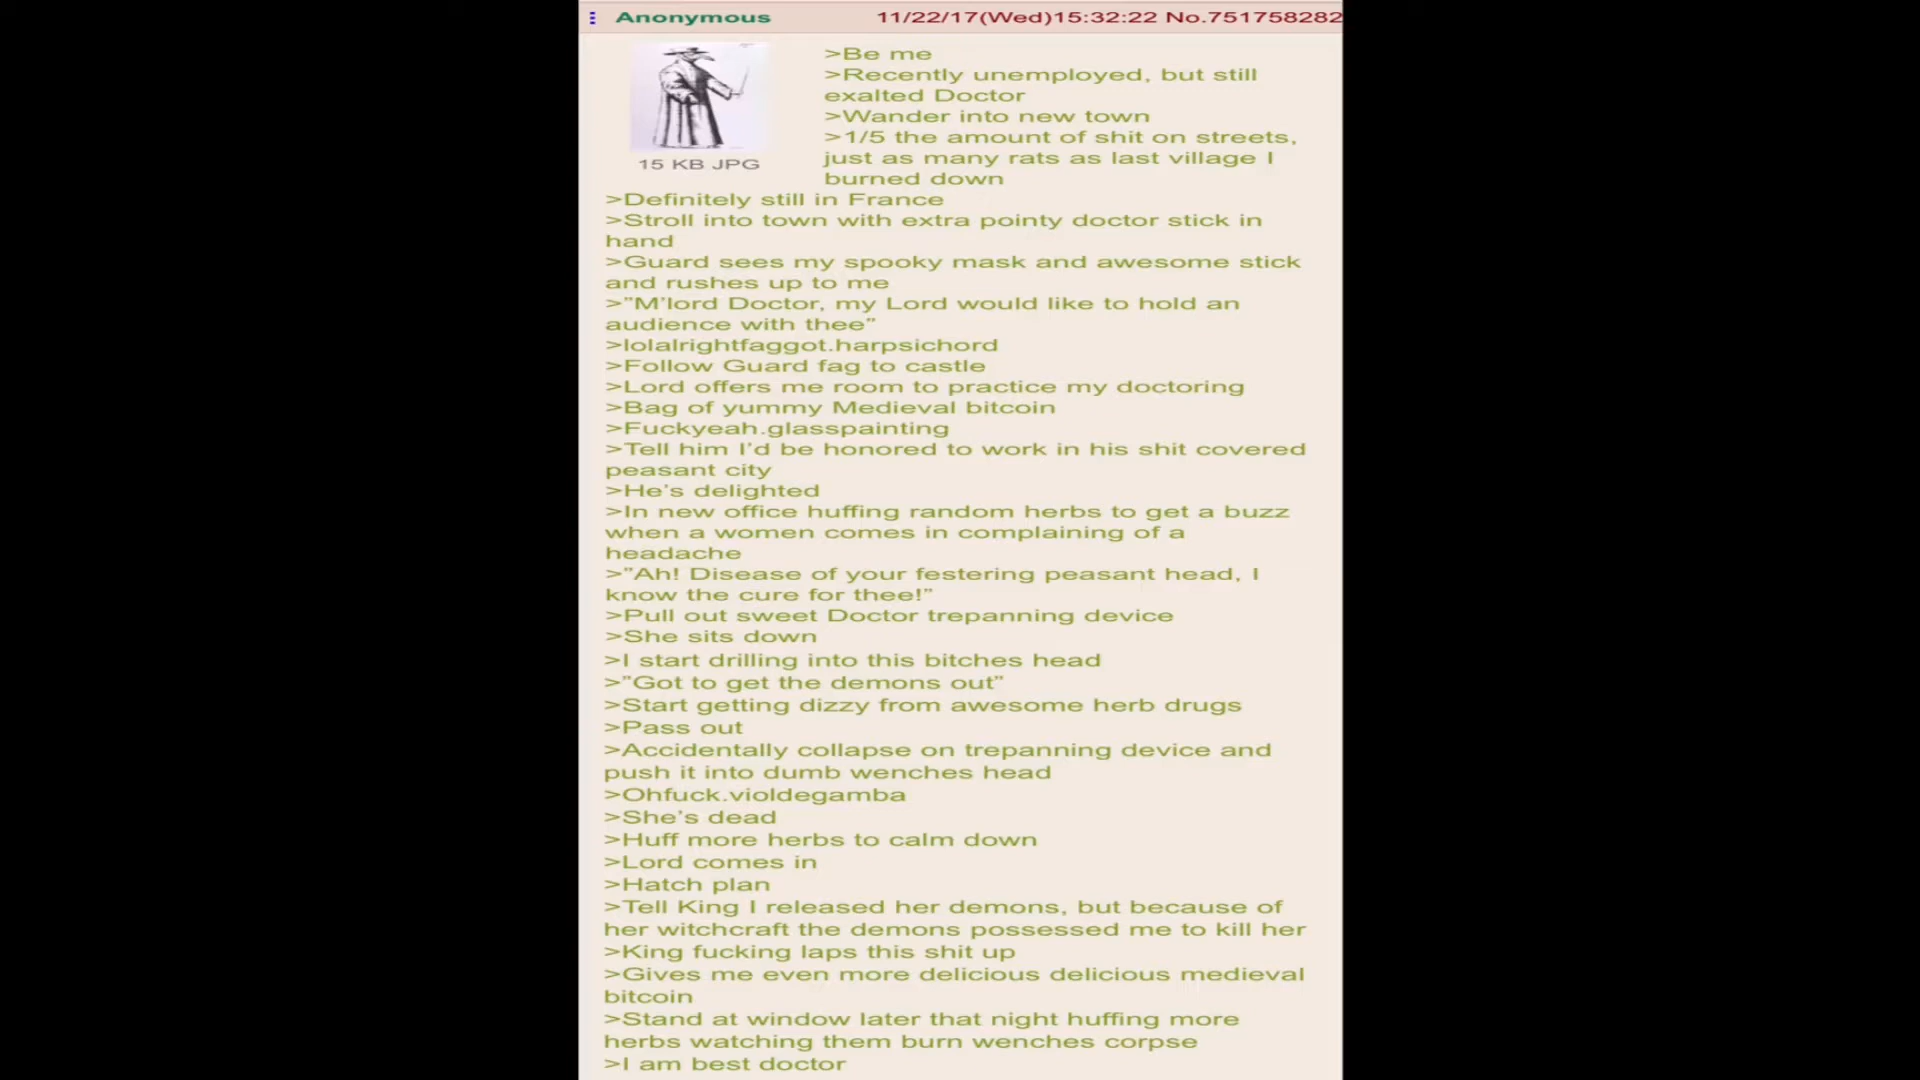 Anonymous 11/22/17(Wed)15:32:22 No.751758282
>Be me
>Recently unemployed, but still
exalted Doctor
>Wander into new town
>1/5 the amount of shit on streets,
just as many rats as last village I
burned down
15 KB JPG
>Definitely still in France
>Stroll into town with extra pointy doctor stick in
hand
>Guard sees my spooky mask and awesome stick
and rushes up to me
>"M'lord Doctor, my Lord would like to hold an
audience with thee"
>lolalrightfaggot.harpsichord
>Follow Guard fag to castle
>Lord offers me room to practice my doctoring
>Bag of yummy Medieval bitcoin
>Fuckyeah.glasspainting
>Tell him I'd be honored to work in his shit covered
peasant city
>He's delighted
>In new office huffing random herbs to get a buzz
when a women comes in complaining of a
headache
>"Ah! Disease of your festering peasant head, I
know the cure for thee!"
>Pull out sweet Doctor trepanning device
>She sits down
>I start drilling into this bitches head
>"Got to get the demons out"
>Start getting dizzy from awesome herb drugs
>Pass out
>Accidentally collapse on trepanning device and
push it into dumb wenches head
>Ohfuck.violdegamba
>She's dead
>Huff more herbs to calm down
>Lord comes in
>Hatch plan
>Tell King I released her demons, but because of
her witchcraft the demons possessed me to kill her
>King fucking laps this shit up
>Gives me even more delicious delicious medieval
bitcoin
>Stand at window later that night huffing more
herbs watching them burn wenches corpse
>I am best doctor